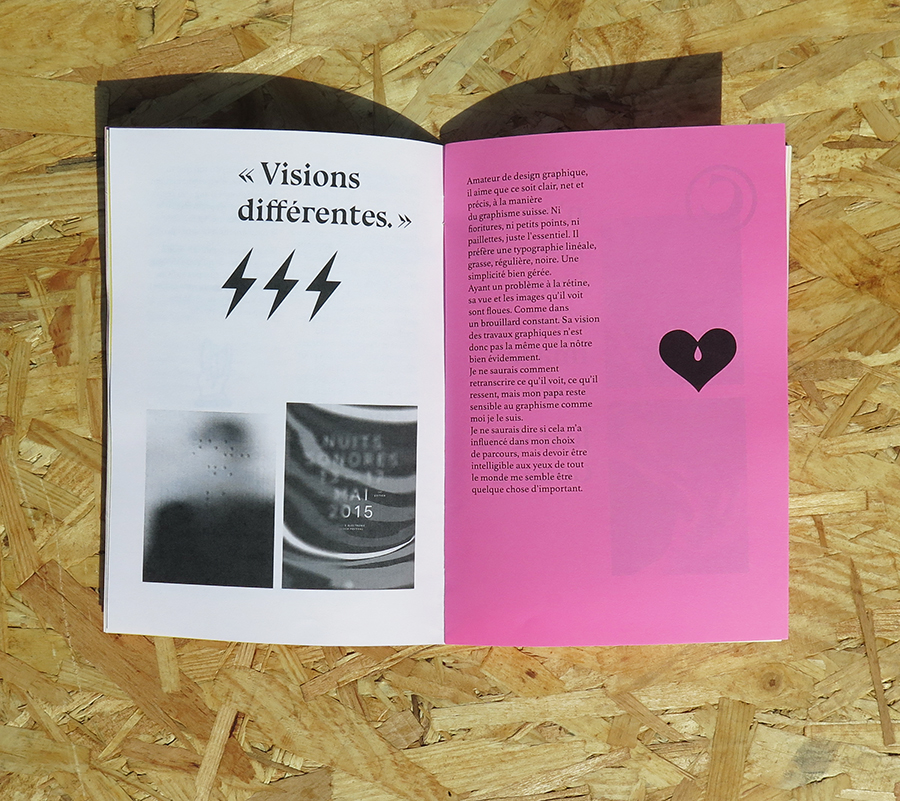 « Visions
différentes. »
NUITS
SONORES
MAI
2015
Amateur de design graphique,
il aime que ce soit clair, net et
précis, à la manière
du graphisme suisse. Ni
fioritures, ni petits points, ni
paillettes, juste l'essentiel. Il
préfère une typographie linéale,
grasse, régulière, noire. Une
simplicité bien gérée.
Ayant un problème à la rétine,
sa vue et les images qu'il voit
sont floues. Comme dans
un brouillard constant. Sa vision
des travaux graphiques n'est
donc pas la même que la nôtre
bien évidemment.
Je ne saurais comment
retranscrire ce qu'il voit, ce qu'il
ressent, mais mon papa reste
sensible au graphisme comme
moi je le suis.
Je ne saurais dire si cela m'a
influencé dans mon choix
de parcours, mais devoir être
intelligible aux yeux de tout
le monde me semble être
quelque chose d'important.